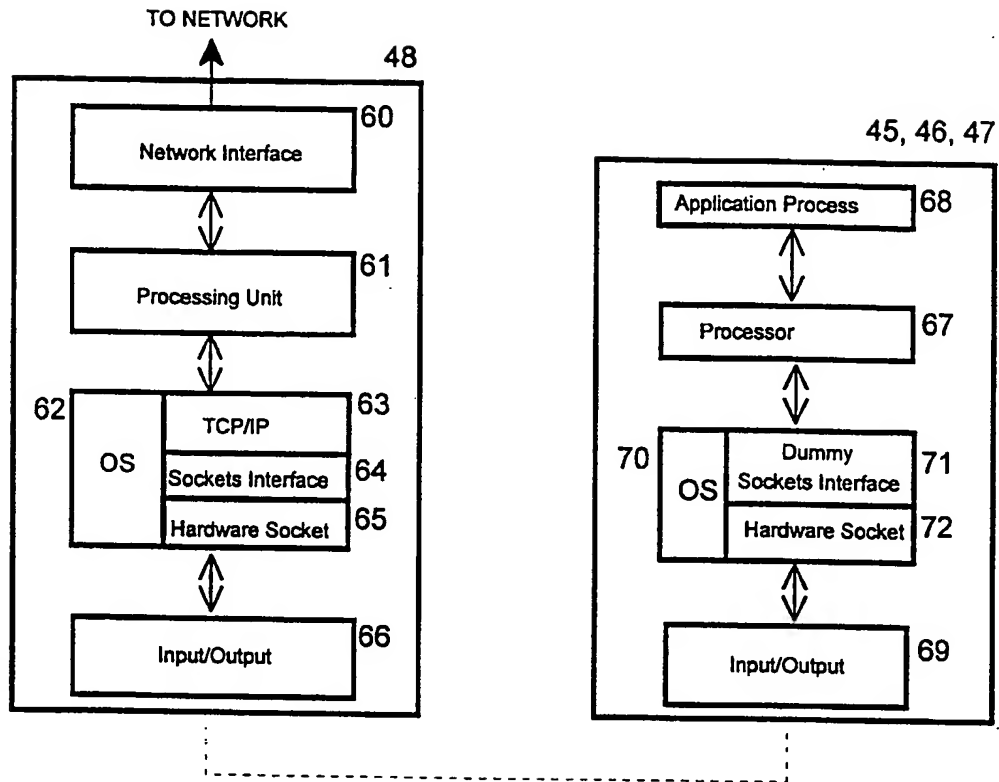 TO NETWORK
48
60
Network Interface
61
Processing Unit
62
OS
63
TCP/IP
64
Sockets Interface
65
Hardware Socket
66
Input/Output
45, 46, 47
Application Process
68
Processor
67
70
OS
Dummy
Sockets Interface
71
Hardware Socket
72
Input/Output
69